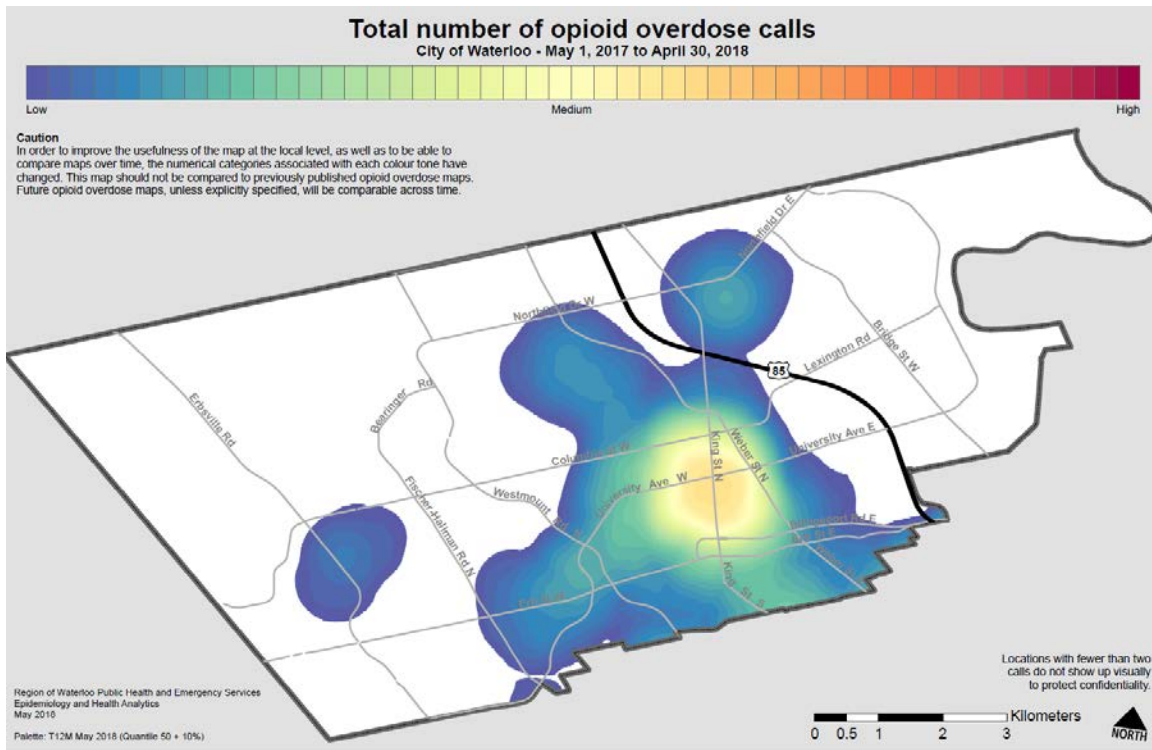 Total number of opioid overdose calls
City of Waterloo - May 1, 2017 to April 30, 2018
Low Medium High
Caution
In order to improve the usefulness of the map at the local level, as well as to be able to
compare maps over time, the numerical categories associated with each colour tone have
changed. This map should not be compared to previously published opioid overdose maps.
Future opioid overdose maps, unless explicitly specified, will be comparable across time.
Dr E
Northfield Dr W
Bridge St W
Lexington Rd
85
Bearinger Rd
Erbsville Rd
Columbia St W
King St N
Weber St N
University Ave E
University Ave W
Westmount Rd N
Fischer-Hallman Rd N
Rd E
King St S
Locations with fewer than two
calls do not show up visually
to protect confidentiality.
Region of Waterloo Public Health and Emergency Services
Epidemiology and Health Analytics
May 2018
Palette: T12M May 2018 (Quantile 50 + 10%)
Kilometers
0 0.5 1 2 3
NORTH